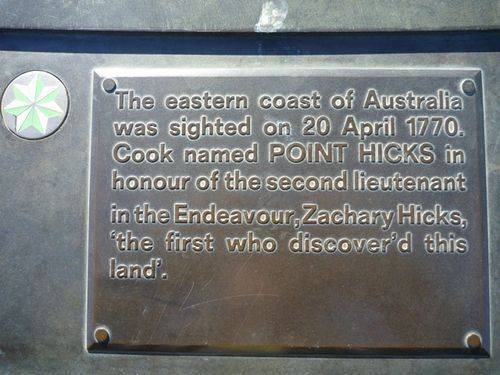 The eastern coast of Australia
was sighted on 20 April 1770.
Cook named POINT HICKS in
honour of the second lieutenant
in the Endeavour, Zachary Hicks,
'the first who discover'd this
land'.